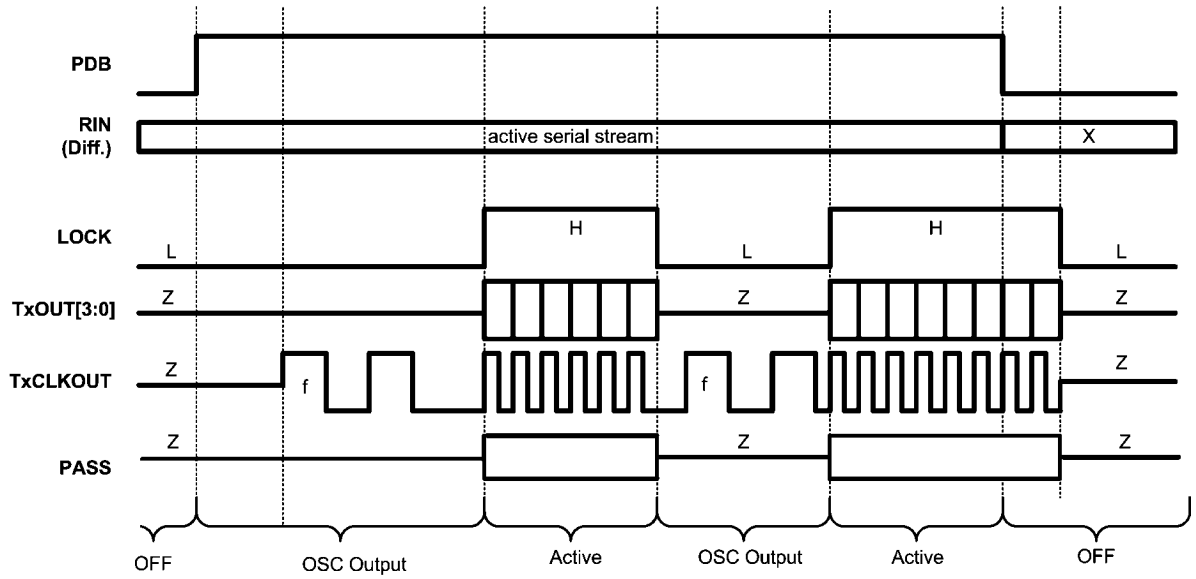 PDB
RIN
(Diff.)
active serial stream
X
LOCK
L
H
L
H
L
TxOUT[3:0]
Z
Z
Z
TxCLKOUT
Z
f
f
Z
PASS
Z
Z
Z
OFF
OSC Output
Active
OSC Output
Active
OFF